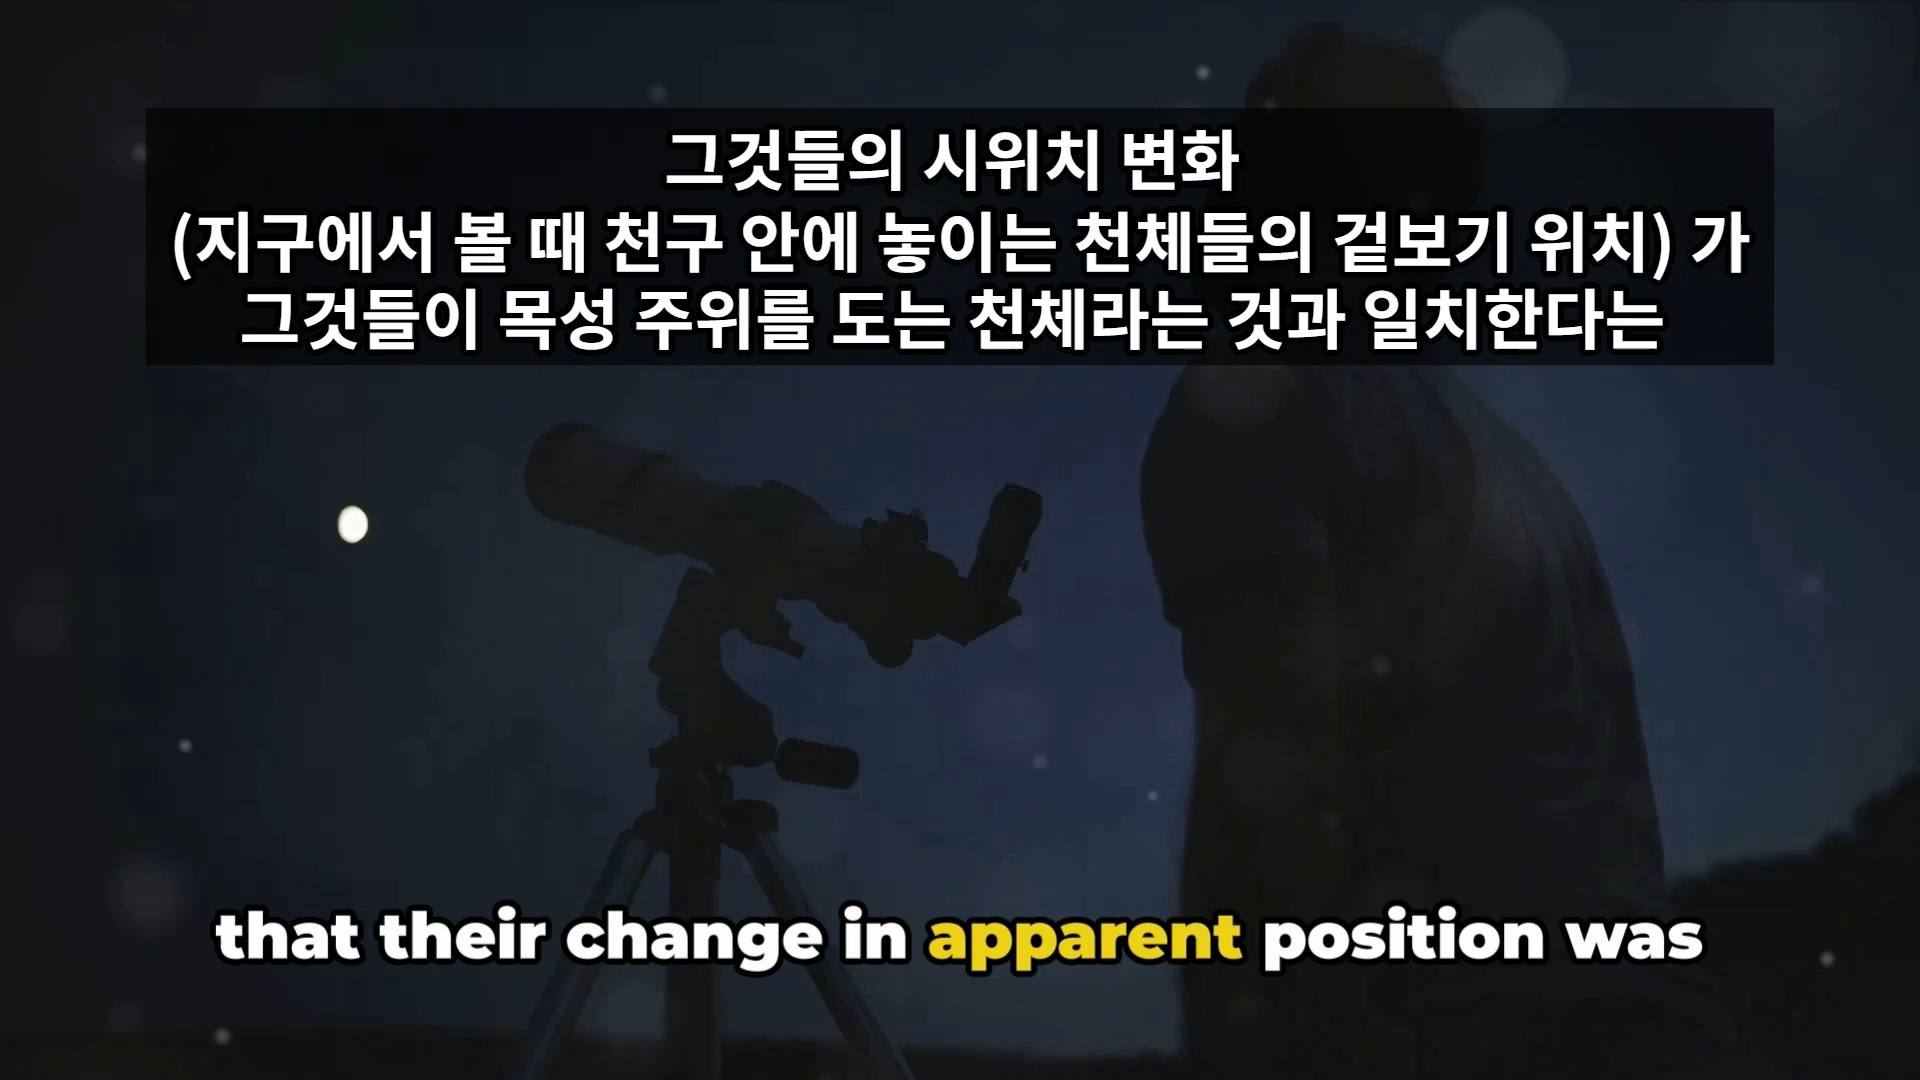 그것들의 시위치 변화
(지구에서 볼 때 천구 안에 놓이는 천체들의 겉보기 위치) 가
그것들이 목성 주위를 도는 천체라는 것과 일치한다는
that their change in apparent position was